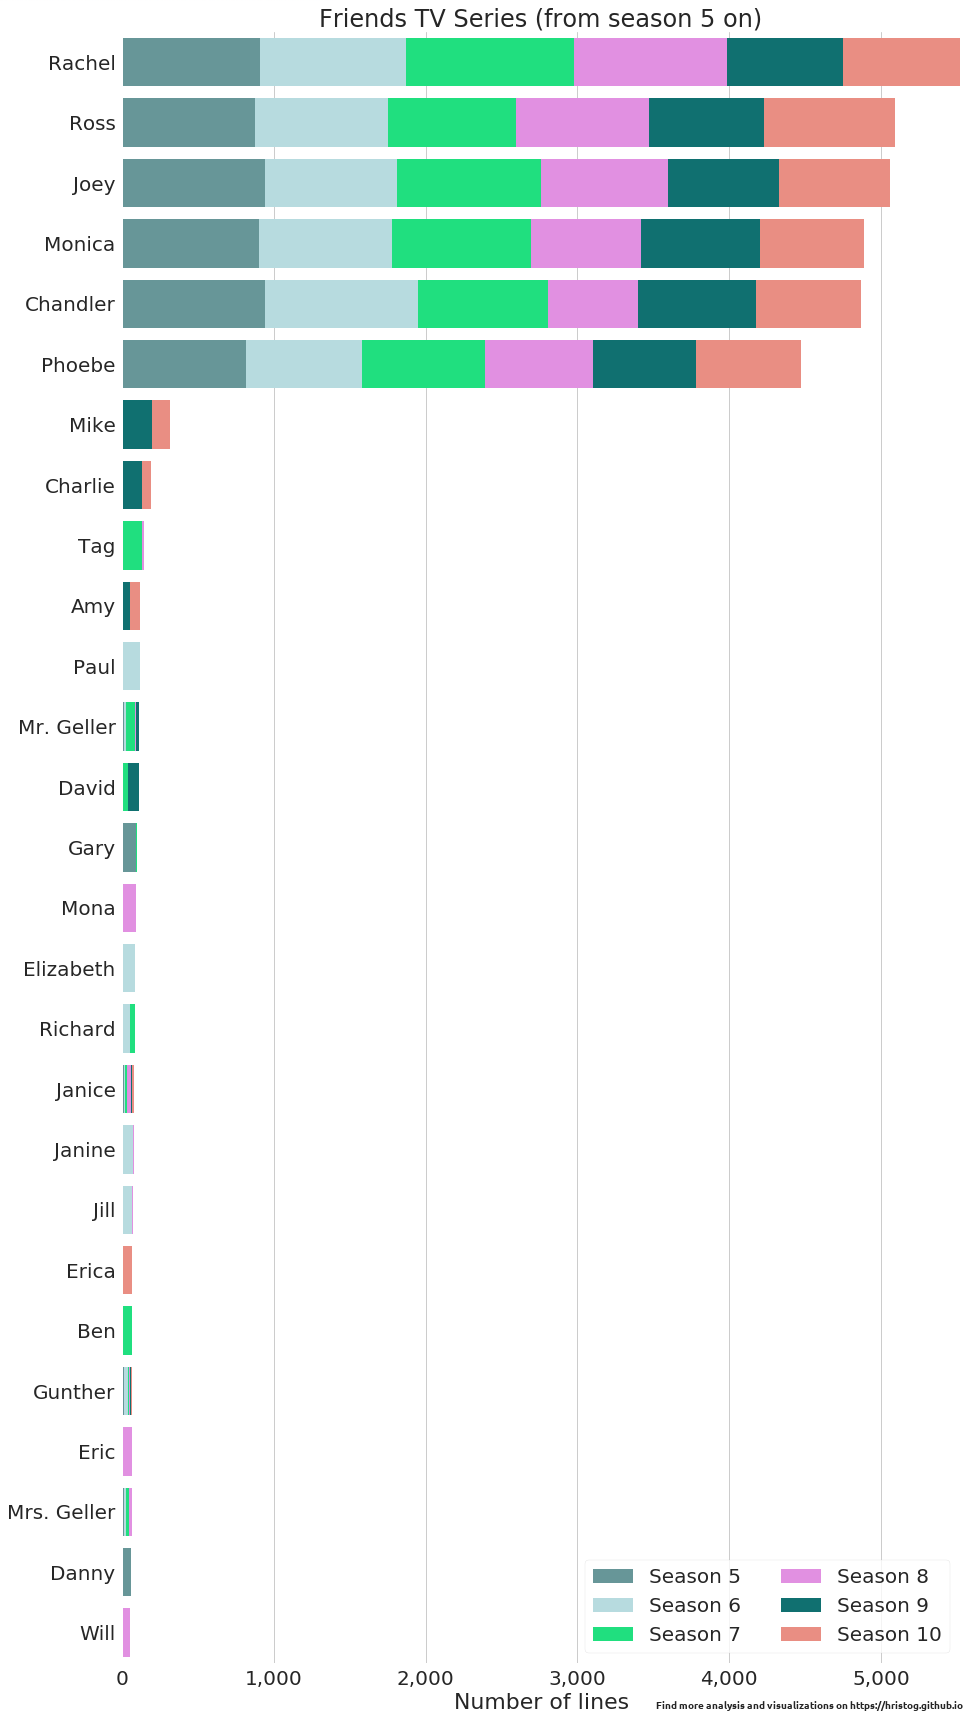 Friends TV Series (from season 5 on)
Rachel
Ross
Joey
Monica
Chandler
Phoebe
Mike
Charlie
Tag
Amy
Paul
Mr. Geller
David
Gary
Mona
Elizabeth
Richard
Janice
Janine
Jill
Erica
Ben
Gunther
Eric
Mrs. Geller
Danny
Will
Season 5
Season 6
Season 7
Season 8
Season 9
Season 10
0 1,000 2,000 3,000 4,000 5,000
Number of lines
Find more analysis and visualizations on https://hristog.github.io